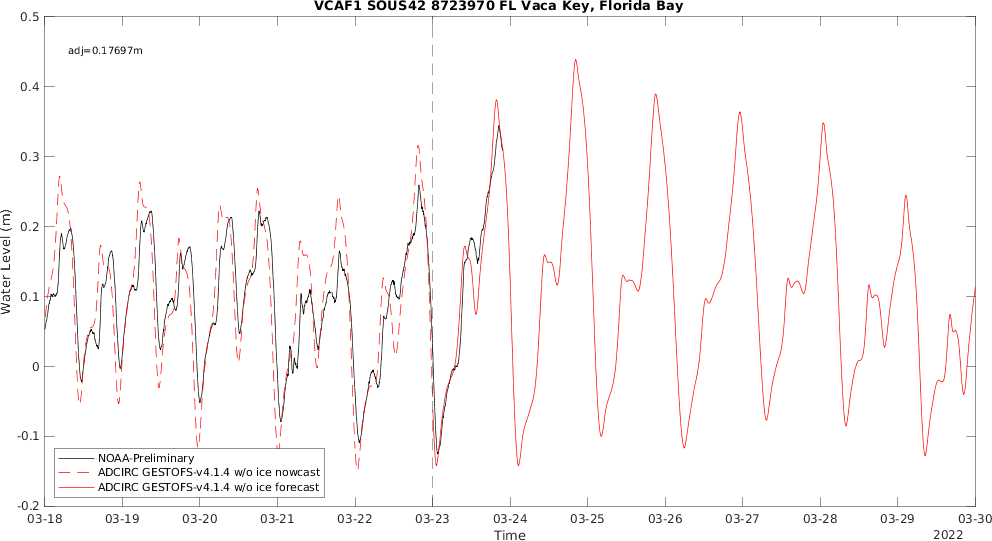 VCAF1 SOUS42 8723970 FL Vaca Key, Florida Bay
adj=0.17697m
0.5
0.4
0.3
0.2
0.1
0
-0.1
-0.2
Water Level (m)
NOAA-Preliminary
ADCIRC GESTOFS-v4.1.4 w/o ice nowcast
ADCIRC GESTOFS-v4.1.4 w/o ice forecast
03-18 03-19 03-20 03-21 03-22 03-23 03-24 03-25 03-26 03-27 03-28 03-29 03-30
Time
2022